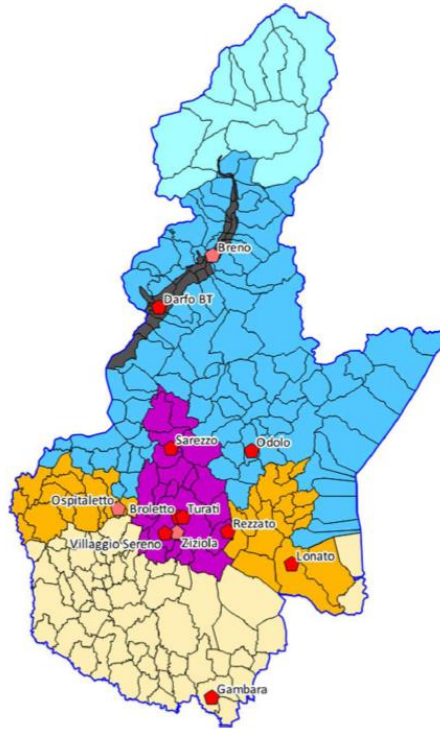 Breno
Darfo BT
Sarezzo
Odolo
Ospitaletto
Broletto
Turati
Villaggio Sereno
Ziziola
Rezzato
Lonato
Gambara